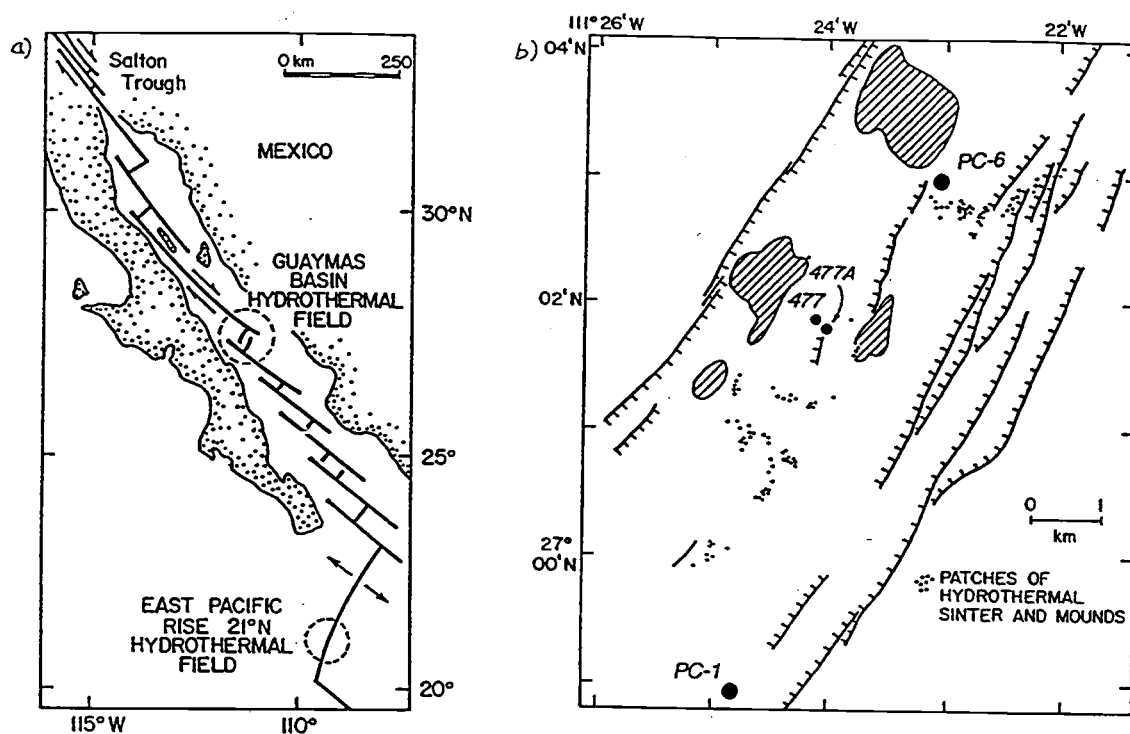 a)
Salton
Trough
0 km 250
MEXICO
30°N
GUAYMAS
BASIN
HYDROTHERMAL
FIELD
25°
EAST PACIFIC
RISE 21°N
HYDROTHERMAL
FIELD
20°
115°W 110°
b)
111° 26'W 24'W 22'W
04'N
PC-6
477A
477
02'N
0 1
km
27°
00'N
PATCHES OF
HYDROTHERMAL
SINTER AND MOUNDS
PC-1